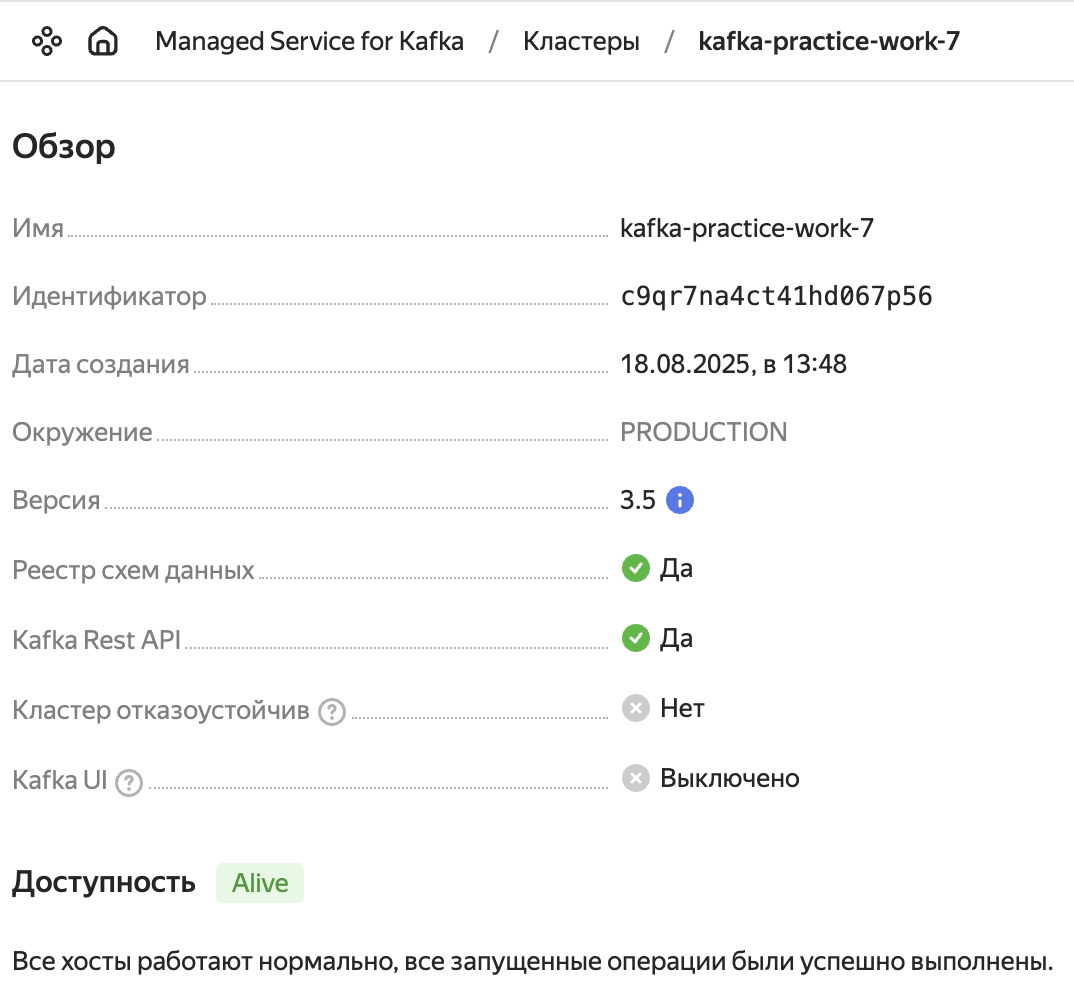 Managed Service for Kafka / Кластеры / kafka-practice-work-7
Обзор
Имя kafka-practice-work-7
Идентификатор c9qr7na4ct41hd067p56
Дата создания 18.08.2025, в 13:48
Окружение PRODUCTION
Версия 3.5
Реестр схем данных Да
Kafka Rest API Да
Кластер отказоустойчив Нет
Kafka UI Выключено
Доступность Alive
Все хосты работают нормально, все запущенные операции были успешно выполнены.